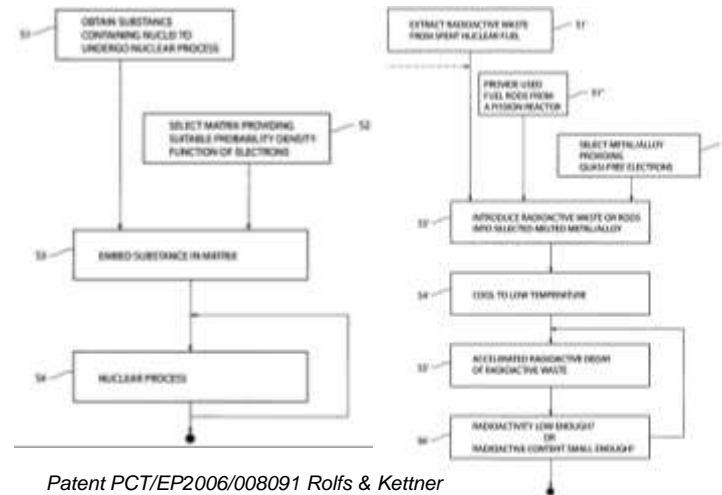 S1
OBTAIN SUBSTANCE
CONTAINING NUCLEI TO
UNDERGO NUCLEAR PROCESS
SELECT MATRIX PROVIDING
SUITABLE PROBABILITY DENSITY
FUNCTION OF ELECTRONS
S2
S3
EMBED SUBSTANCE IN MATRIX
S4
NUCLEAR PROCESS
EXTRACT RADIOACTIVE WASTE
FROM SPENT NUCLEAR FUEL
S1'
PROVIDE USED
FUEL RODS FROM
A FISSION REACTOR
S1"
SELECT METAL/ALLOY
PROVIDING
QUASI-FREE ELECTRONS
S3'
INTRODUCE RADIOACTIVE WASTE OR RODS
INTO SELECTED MELTED METAL/ALLOY
COOL TO LOW TEMPERATURE
ACCELERATED RADIOACTIVE DECAY
OF RADIOACTIVE WASTE
RADIOACTIVITY LOW ENOUGH?
OR
RADIOACTIVE CONTENT SMALL ENOUGH?
Patent PCT/EP2006/008091 Rolfs & Kettner